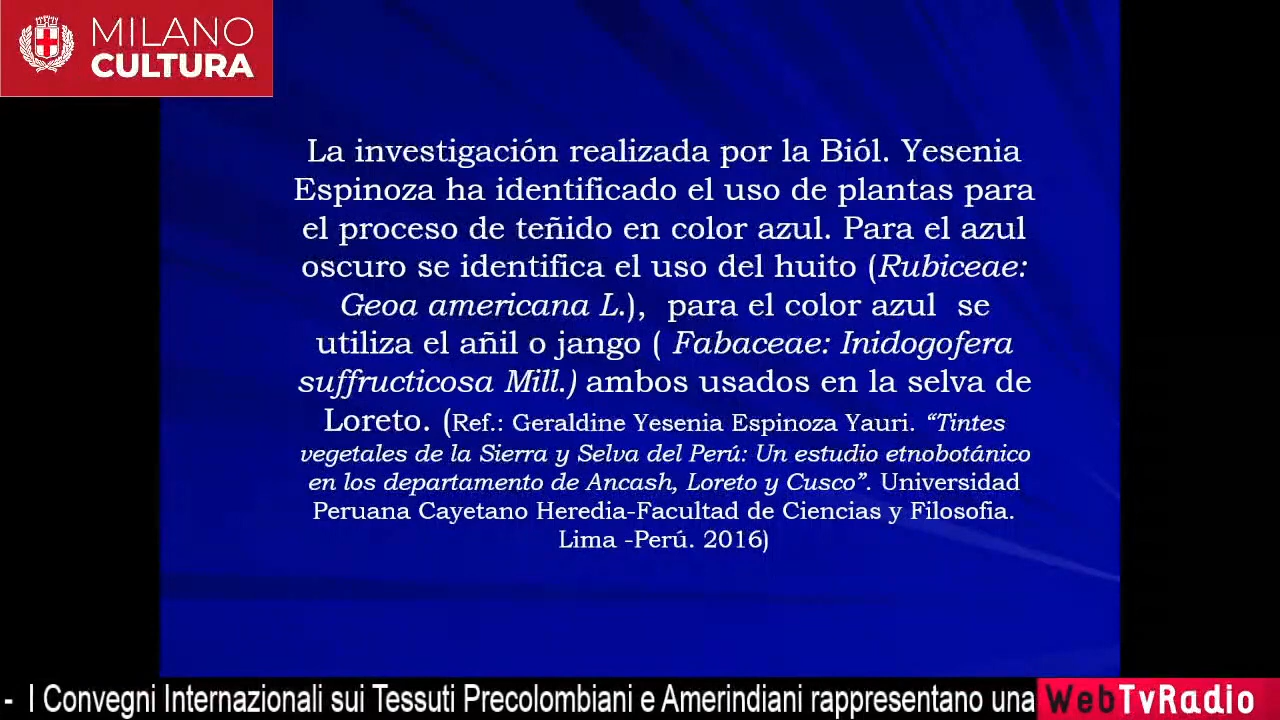 MILANO
CULTURA
La investigación realizada por la Biól. Yesenia
Espinoza ha identificado el uso de plantas para
el proceso de teñido en color azul. Para el azul
oscuro se identifica el uso del huito (Rubiceae:
Geoa americana L.), para el color azul se
utiliza el añil o jango ( Fabaceae: Inidogofera
suffructicosa Mill.) ambos usados en la selva de
Loreto. (Ref.: Geraldine Yesenia Espinoza Yauri. “Tintes
vegetales de la Sierra y Selva del Perú: Un estudio etnobotánico
en los departamento de Ancash, Loreto y Cusco”. Universidad
Peruana Cayetano Heredia-Facultad de Ciencias y Filosofia.
Lima -Perú. 2016)
- I Convegni Internazionali sui Tessuti Precolombiani e Amerindiani rappresentano una
WebTvRadio